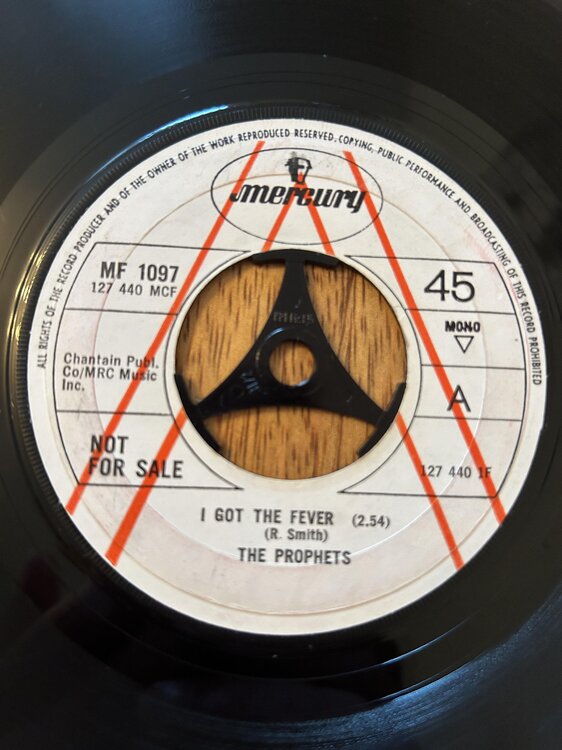 ALL RIGHTS OF THE RECORD PRODUCER AND OF THE OWNER OF THE WORK REPRODUCED RESERVED. COPYING, PUBLIC PERFORMANCE AND BROADCASTING OF THIS RECORD PROHIBITED
mercury
MF 1097
127 440 MCF
45
MONO
Chantain Publ.
Co/MRC Music
Inc.
A
NOT
FOR SALE
127 440 1F
I GOT THE FEVER (2.54)
(R. Smith)
THE PROPHETS